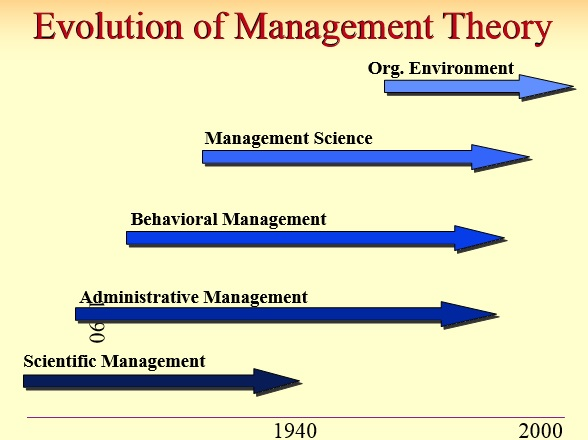 Evolution of Management Theory
Org. Environment
Management Science
Behavioral Management
Administrative Management
Scientific Management
1940
2000